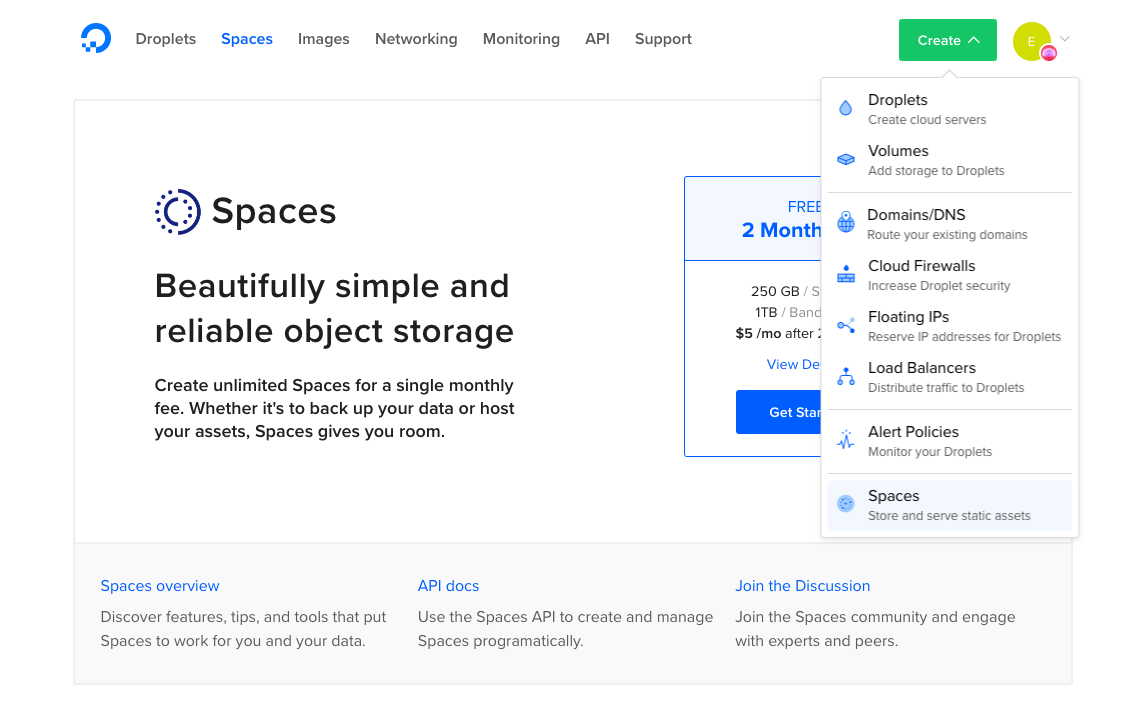 Droplets Spaces Images Networking Monitoring API Support Create E
Spaces
Beautifully simple and
reliable object storage
Create unlimited Spaces for a single monthly
fee. Whether it's to back up your data or host
your assets, Spaces gives you room.
FREE
2 Month
250 GB / S
1TB / Band
$5 /mo after 2
View De
Get Star
Droplets
Create cloud servers
Volumes
Add storage to Droplets
Domains/DNS
Route your existing domains
Cloud Firewalls
Increase Droplet security
Floating IPs
Reserve IP addresses for Droplets
Load Balancers
Distribute traffic to Droplets
Alert Policies
Monitor your Droplets
Spaces
Store and serve static assets
Spaces overview
Discover features, tips, and tools that put
Spaces to work for you and your data.
API docs
Use the Spaces API to create and manage
Spaces programatically.
Join the Discussion
Join the Spaces community and engage
with experts and peers.